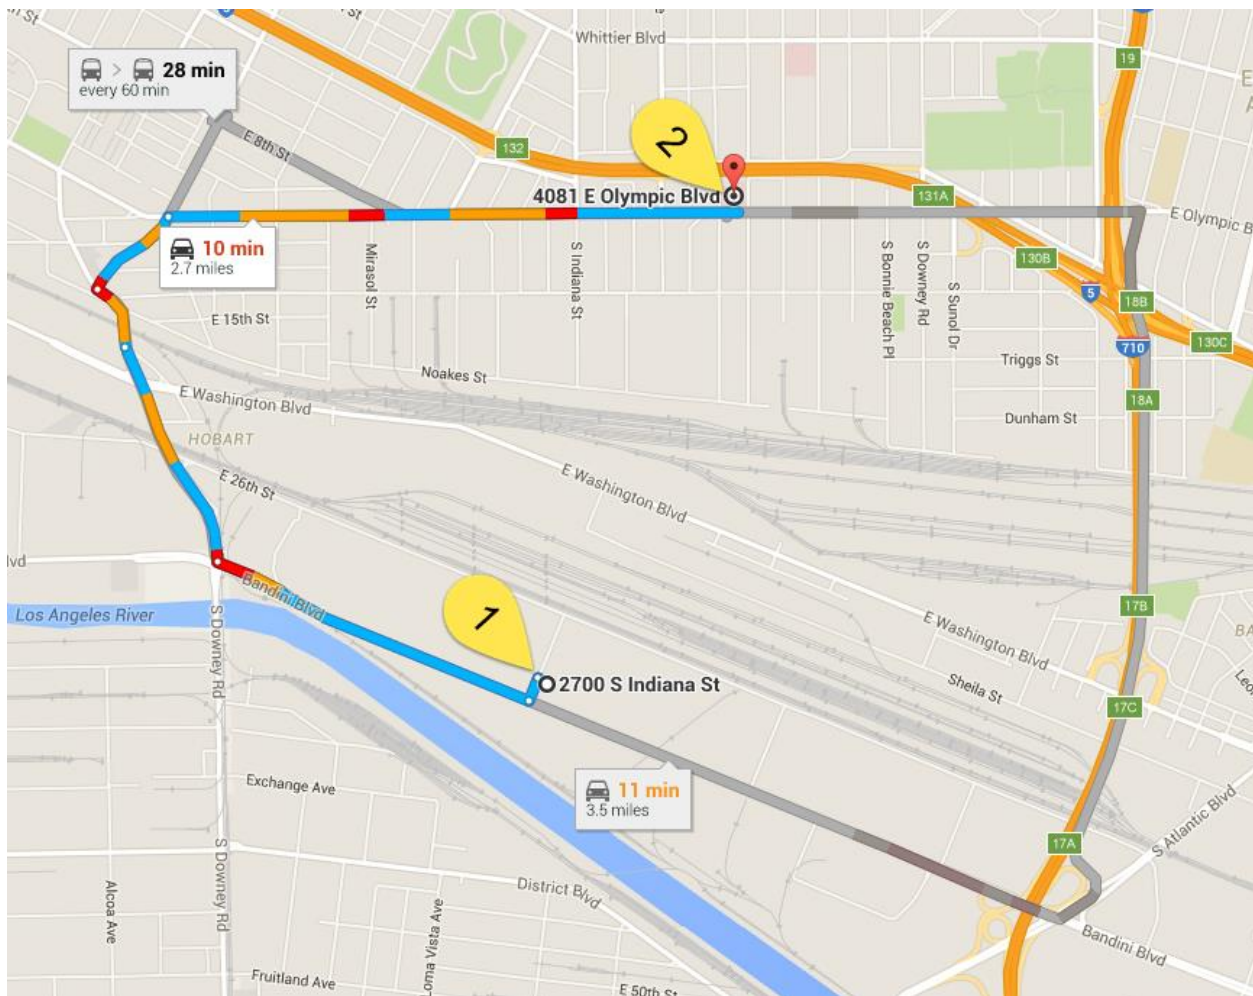 Whittier Blvd
19
28 min
every 60 min
E 8th St
132
2
4081 E Olympic Blvd
131A
E Olympic B
10 min
2.7 miles
Mirasol St
S Indiana St
S Bonnie Beach Pl
S Downey Rd
S Sunol Dr
130B
5
18B
E 15th St
130C
710
Triggs St
Noakes St
E Washington Blvd
18A
Dunham St
HOBART
E 26th St
E Washington Blvd
lvd
Bandini Blvd
Los Angeles River
S Downey Rd
1
17B
E Washington Blvd
BA
2700 S Indiana St
Sheila St
Leo
17C
11 min
3.5 miles
Exchange Ave
S Atlantic Blvd
17A
S Downey Rd
Alcoa Ave
District Blvd
Loma Vista Ave
Bandini Blvd
Fruitland Ave
E 50th St